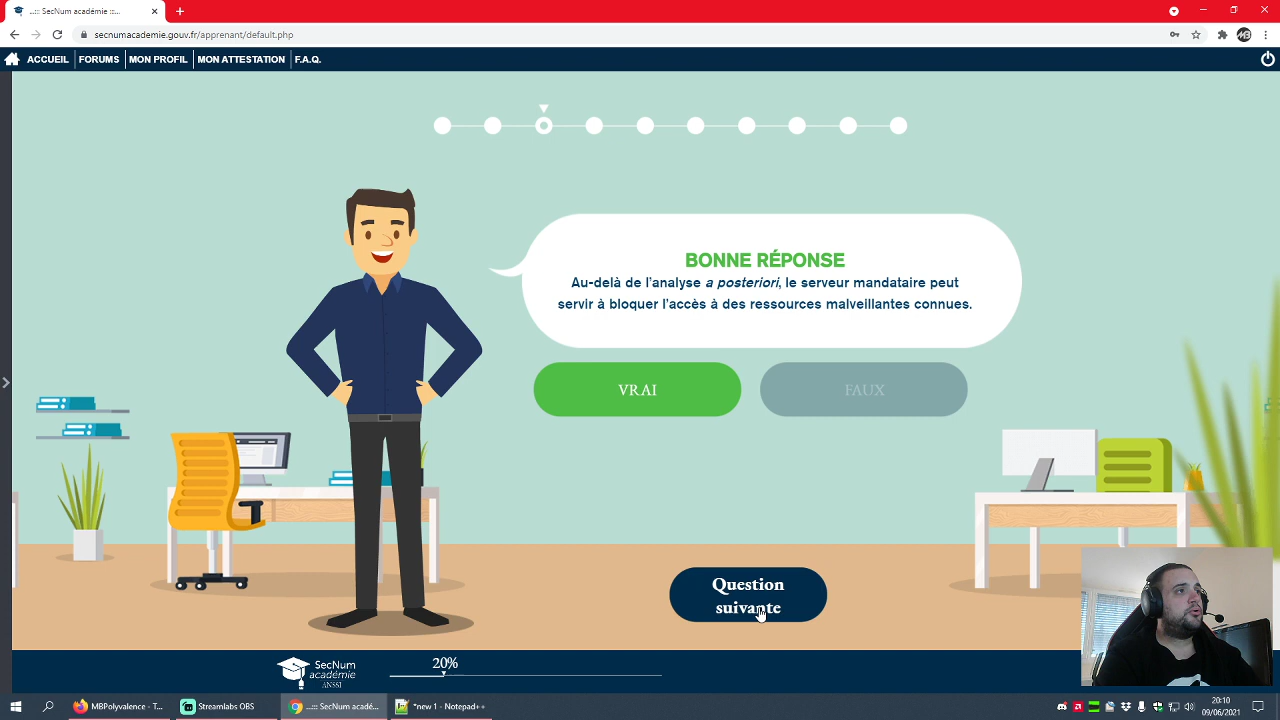 ..:: SecNum académie ::..
secnumacademie.gouv.fr/apprenant/default.php
ACCUEIL FORUMS MON PROFIL MON ATTESTATION F.A.Q.
BONNE RÉPONSE
Au-delà de l'analyse a posteriori, le serveur mandataire peut
servir à bloquer l'accès à des ressources malveillantes connues.
VRAI FAUX
Question
suivante
SecNum
académie
ANSSI
20%
MBPolyvalence - T...
Streamlabs OBS
..:: SecNum acadé...
*new 1 - Notepad++
20:10
09/06/2021